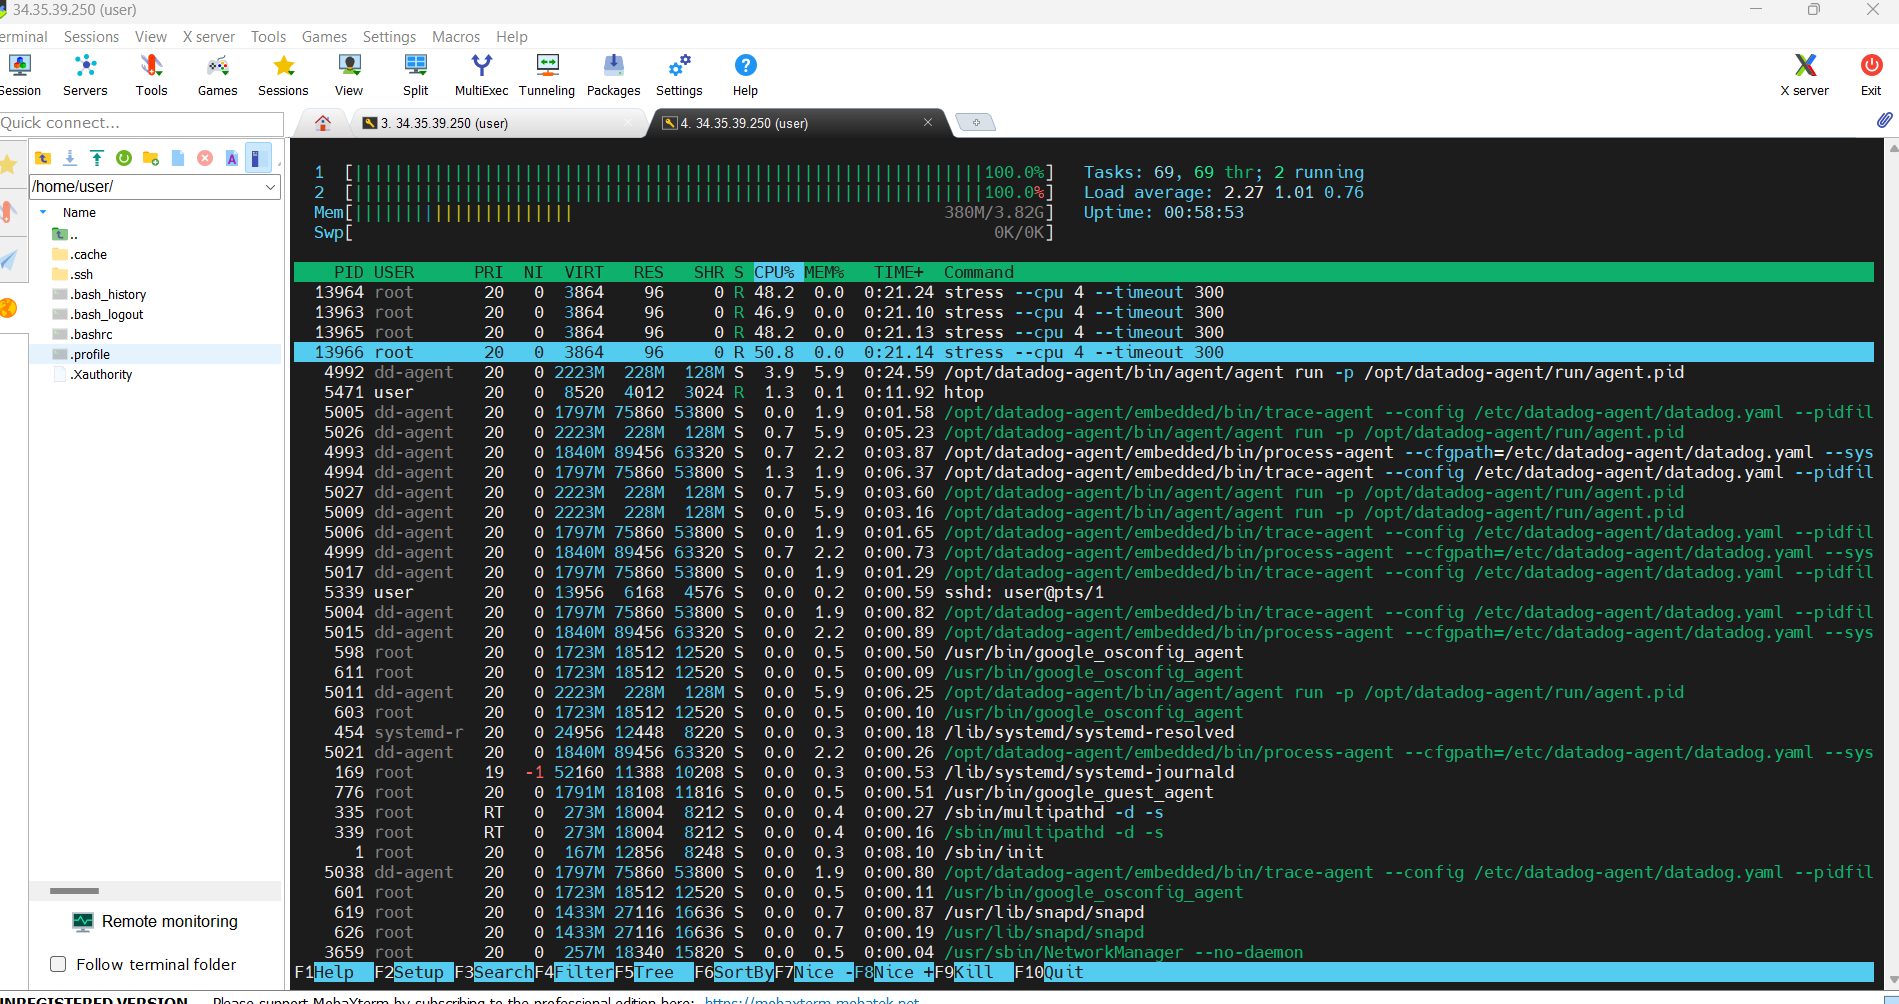 34.35.39.250 (user)
erminal Sessions View X server Tools Games Settings Macros Help
Session Servers Tools Games Sessions View Split MultiExec Tunneling Packages Settings Help X server Exit
Quick connect... 3. 34.35.39.250 (user) 4. 34.35.39.250 (user)
/home/user/
Name
..
.cache
.ssh
.bash_history
.bash_logout
.bashrc
.profile
.Xauthority
Remote monitoring
Follow terminal folder
1 [||||||||||||||||||||||||||||||||||||||||||||||||||||||||||||||||100.0%] Tasks: 69, 69 thr; 2 running
2 [||||||||||||||||||||||||||||||||||||||||||||||||||||||||||||||||100.0%] Load average: 2.27 1.01 0.76
Mem[|||||||||||||||||||||| 380M/3.82G] Uptime: 00:58:53
Swp[ 0K/0K]
PID USER PRI NI VIRT RES SHR S CPU% MEM% TIME+ Command
13964 root 20 0 3864 96 0 R 48.2 0.0 0:21.24 stress --cpu 4 --timeout 300
13963 root 20 0 3864 96 0 R 46.9 0.0 0:21.10 stress --cpu 4 --timeout 300
13965 root 20 0 3864 96 0 R 48.2 0.0 0:21.13 stress --cpu 4 --timeout 300
13966 root 20 0 3864 96 0 R 50.8 0.0 0:21.14 stress --cpu 4 --timeout 300
4992 dd-agent 20 0 2223M 228M 128M S 3.9 5.9 0:24.59 /opt/datadog-agent/bin/agent/agent run -p /opt/datadog-agent/run/agent.pid
5471 user 20 0 8520 4012 3024 R 1.3 0.1 0:11.92 htop
5005 dd-agent 20 0 1797M 75860 53800 S 0.0 1.9 0:01.58 /opt/datadog-agent/embedded/bin/trace-agent --config /etc/datadog-agent/datadog.yaml --pidfil
5026 dd-agent 20 0 2223M 228M 128M S 0.7 5.9 0:05.23 /opt/datadog-agent/bin/agent/agent run -p /opt/datadog-agent/run/agent.pid
4993 dd-agent 20 0 1840M 89456 63320 S 0.7 2.2 0:03.87 /opt/datadog-agent/embedded/bin/process-agent --cfgpath=/etc/datadog-agent/datadog.yaml --sys
4994 dd-agent 20 0 1797M 75860 53800 S 1.3 1.9 0:06.37 /opt/datadog-agent/embedded/bin/trace-agent --config /etc/datadog-agent/datadog.yaml --pidfil
5027 dd-agent 20 0 2223M 228M 128M S 0.7 5.9 0:03.60 /opt/datadog-agent/bin/agent/agent run -p /opt/datadog-agent/run/agent.pid
5009 dd-agent 20 0 2223M 228M 128M S 0.0 5.9 0:03.16 /opt/datadog-agent/bin/agent/agent run -p /opt/datadog-agent/run/agent.pid
5006 dd-agent 20 0 1797M 75860 53800 S 0.0 1.9 0:01.65 /opt/datadog-agent/embedded/bin/trace-agent --config /etc/datadog-agent/datadog.yaml --pidfil
4999 dd-agent 20 0 1840M 89456 63320 S 0.7 2.2 0:00.73 /opt/datadog-agent/embedded/bin/process-agent --cfgpath=/etc/datadog-agent/datadog.yaml --sys
5017 dd-agent 20 0 1797M 75860 53800 S 0.0 1.9 0:01.29 /opt/datadog-agent/embedded/bin/trace-agent --config /etc/datadog-agent/datadog.yaml --pidfil
5339 user 20 0 13956 6168 4576 S 0.0 0.2 0:00.59 sshd: user@pts/1
5004 dd-agent 20 0 1797M 75860 53800 S 0.0 1.9 0:00.82 /opt/datadog-agent/embedded/bin/trace-agent --config /etc/datadog-agent/datadog.yaml --pidfil
5015 dd-agent 20 0 1840M 89456 63320 S 0.0 2.2 0:00.89 /opt/datadog-agent/embedded/bin/process-agent --cfgpath=/etc/datadog-agent/datadog.yaml --sys
598 root 20 0 1723M 18512 12520 S 0.0 0.5 0:00.50 /usr/bin/google_osconfig_agent
611 root 20 0 1723M 18512 12520 S 0.0 0.5 0:00.09 /usr/bin/google_osconfig_agent
5011 dd-agent 20 0 2223M 228M 128M S 0.0 5.9 0:06.25 /opt/datadog-agent/bin/agent/agent run -p /opt/datadog-agent/run/agent.pid
603 root 20 0 1723M 18512 12520 S 0.0 0.5 0:00.10 /usr/bin/google_osconfig_agent
454 systemd-r 20 0 24956 12448 8220 S 0.0 0.3 0:00.18 /lib/systemd/systemd-resolved
5021 dd-agent 20 0 1840M 89456 63320 S 0.0 2.2 0:00.26 /opt/datadog-agent/embedded/bin/process-agent --cfgpath=/etc/datadog-agent/datadog.yaml --sys
169 root 19 -1 52160 11388 10208 S 0.0 0.3 0:00.53 /lib/systemd/systemd-journald
776 root 20 0 1791M 18108 11816 S 0.0 0.5 0:00.51 /usr/bin/google_guest_agent
335 root RT 0 273M 18004 8212 S 0.0 0.4 0:00.27 /sbin/multipathd -d -s
339 root RT 0 273M 18004 8212 S 0.0 0.4 0:00.16 /sbin/multipathd -d -s
1 root 20 0 167M 12856 8248 S 0.0 0.3 0:08.10 /sbin/init
5038 dd-agent 20 0 1797M 75860 53800 S 0.0 1.9 0:00.80 /opt/datadog-agent/embedded/bin/trace-agent --config /etc/datadog-agent/datadog.yaml --pidfil
601 root 20 0 1723M 18512 12520 S 0.0 0.5 0:00.11 /usr/bin/google_osconfig_agent
619 root 20 0 1433M 27116 16636 S 0.0 0.7 0:00.87 /usr/lib/snapd/snapd
626 root 20 0 1433M 27116 16636 S 0.0 0.7 0:00.19 /usr/lib/snapd/snapd
3659 root 20 0 257M 18340 15820 S 0.0 0.5 0:00.04 /usr/sbin/NetworkManager --no-daemon
F1Help F2Setup F3SearchF4FilterF5Tree F6SortByF7Nice -F8Nice +F9Kill F10Quit
UNREGISTERED VERSION - Please support MobaXterm by subscribing to the professional edition here: https://mobaxterm.mobatek.net